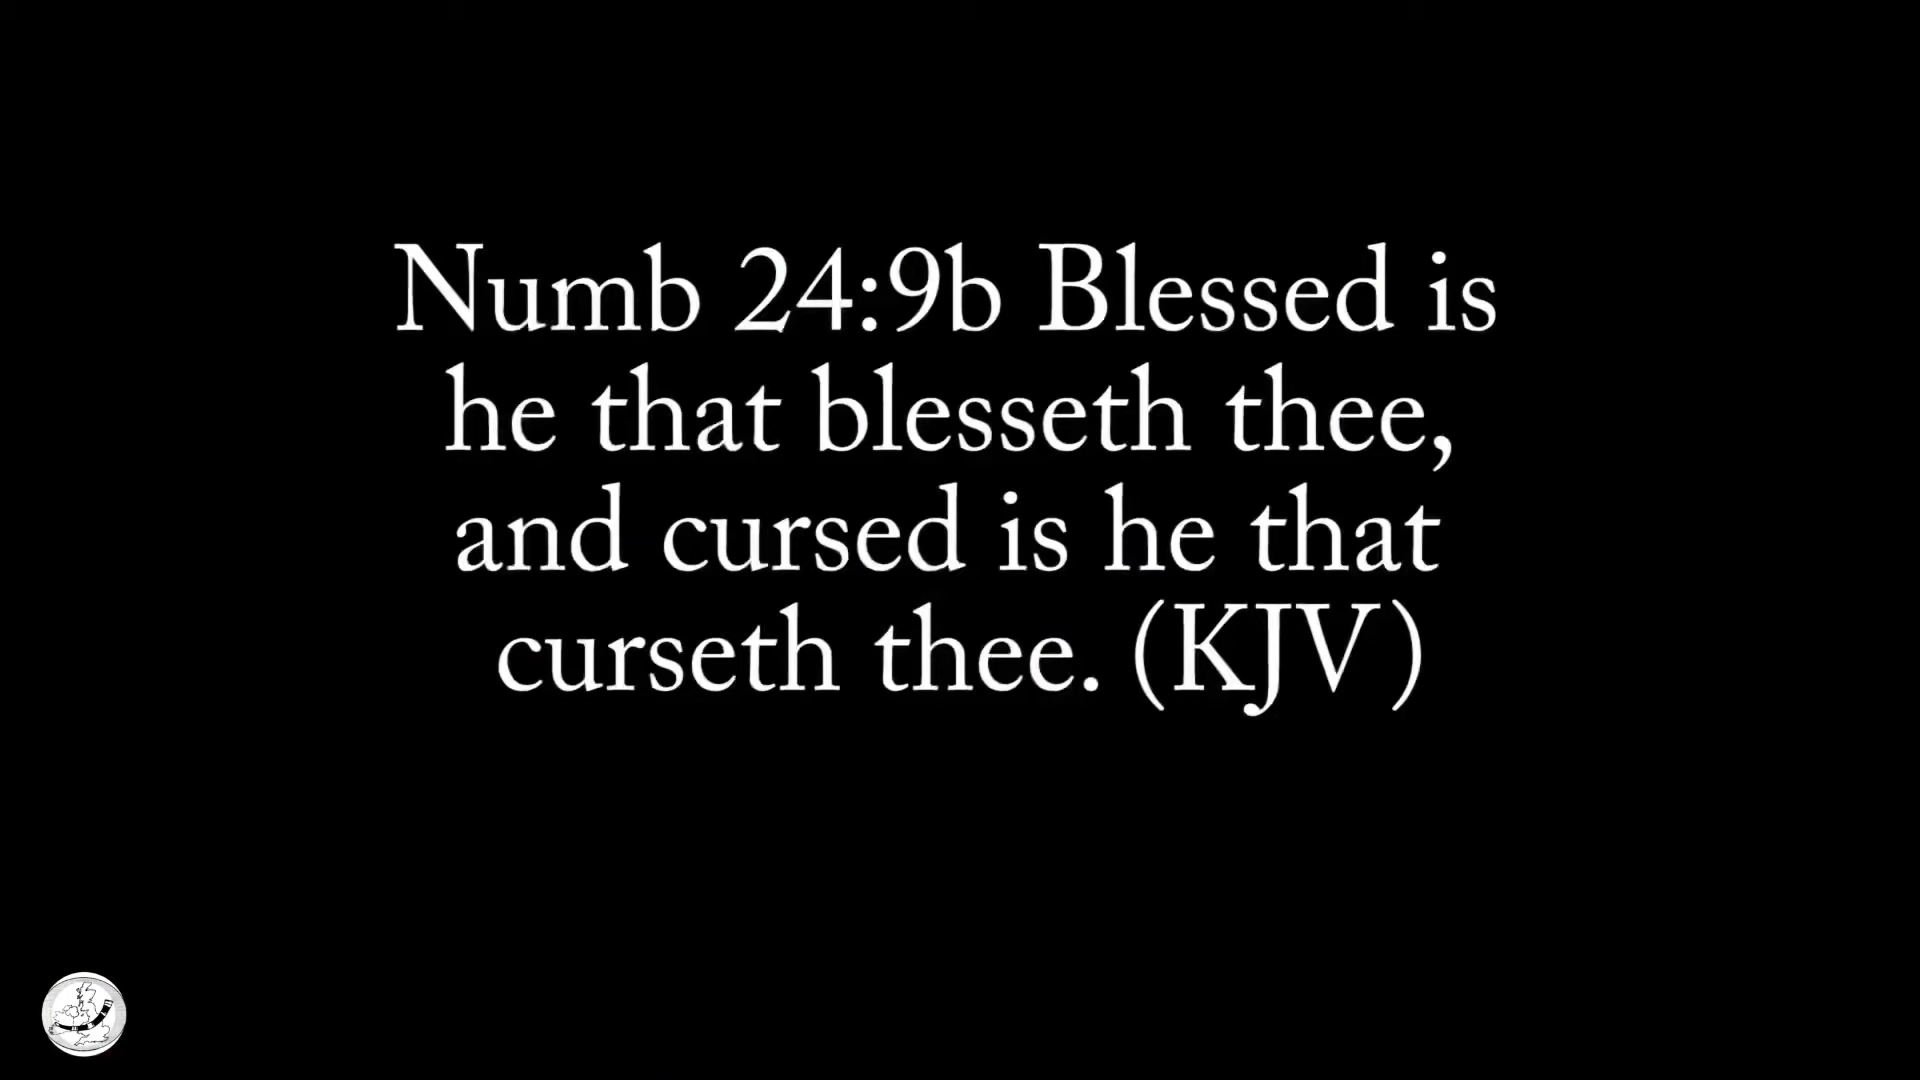 Numb 24:9b Blessed is
he that blesseth thee,
and cursed is he that
curseth thee. (KJV)